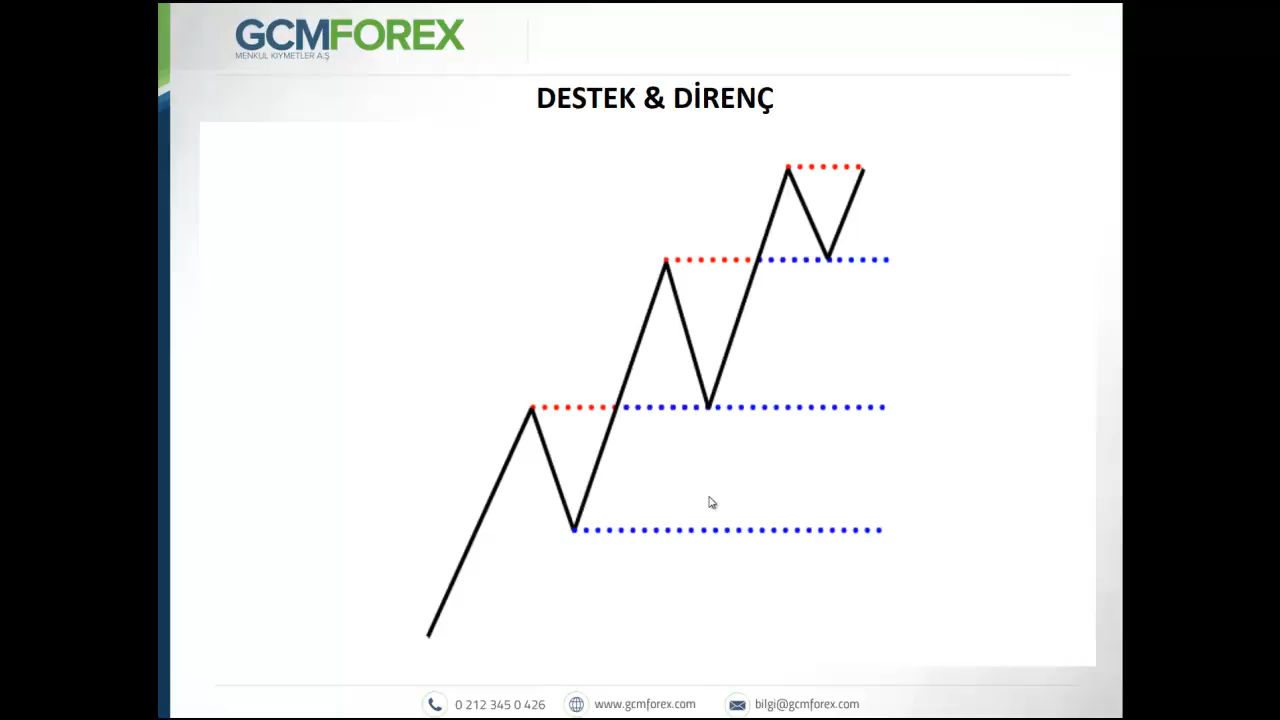 GCMFOREX
MENKUL KIYMETLER A.Ş
DESTEK & DİRENÇ
0 212 345 0 426
www.gcmforex.com
bilgi@gcmforex.com